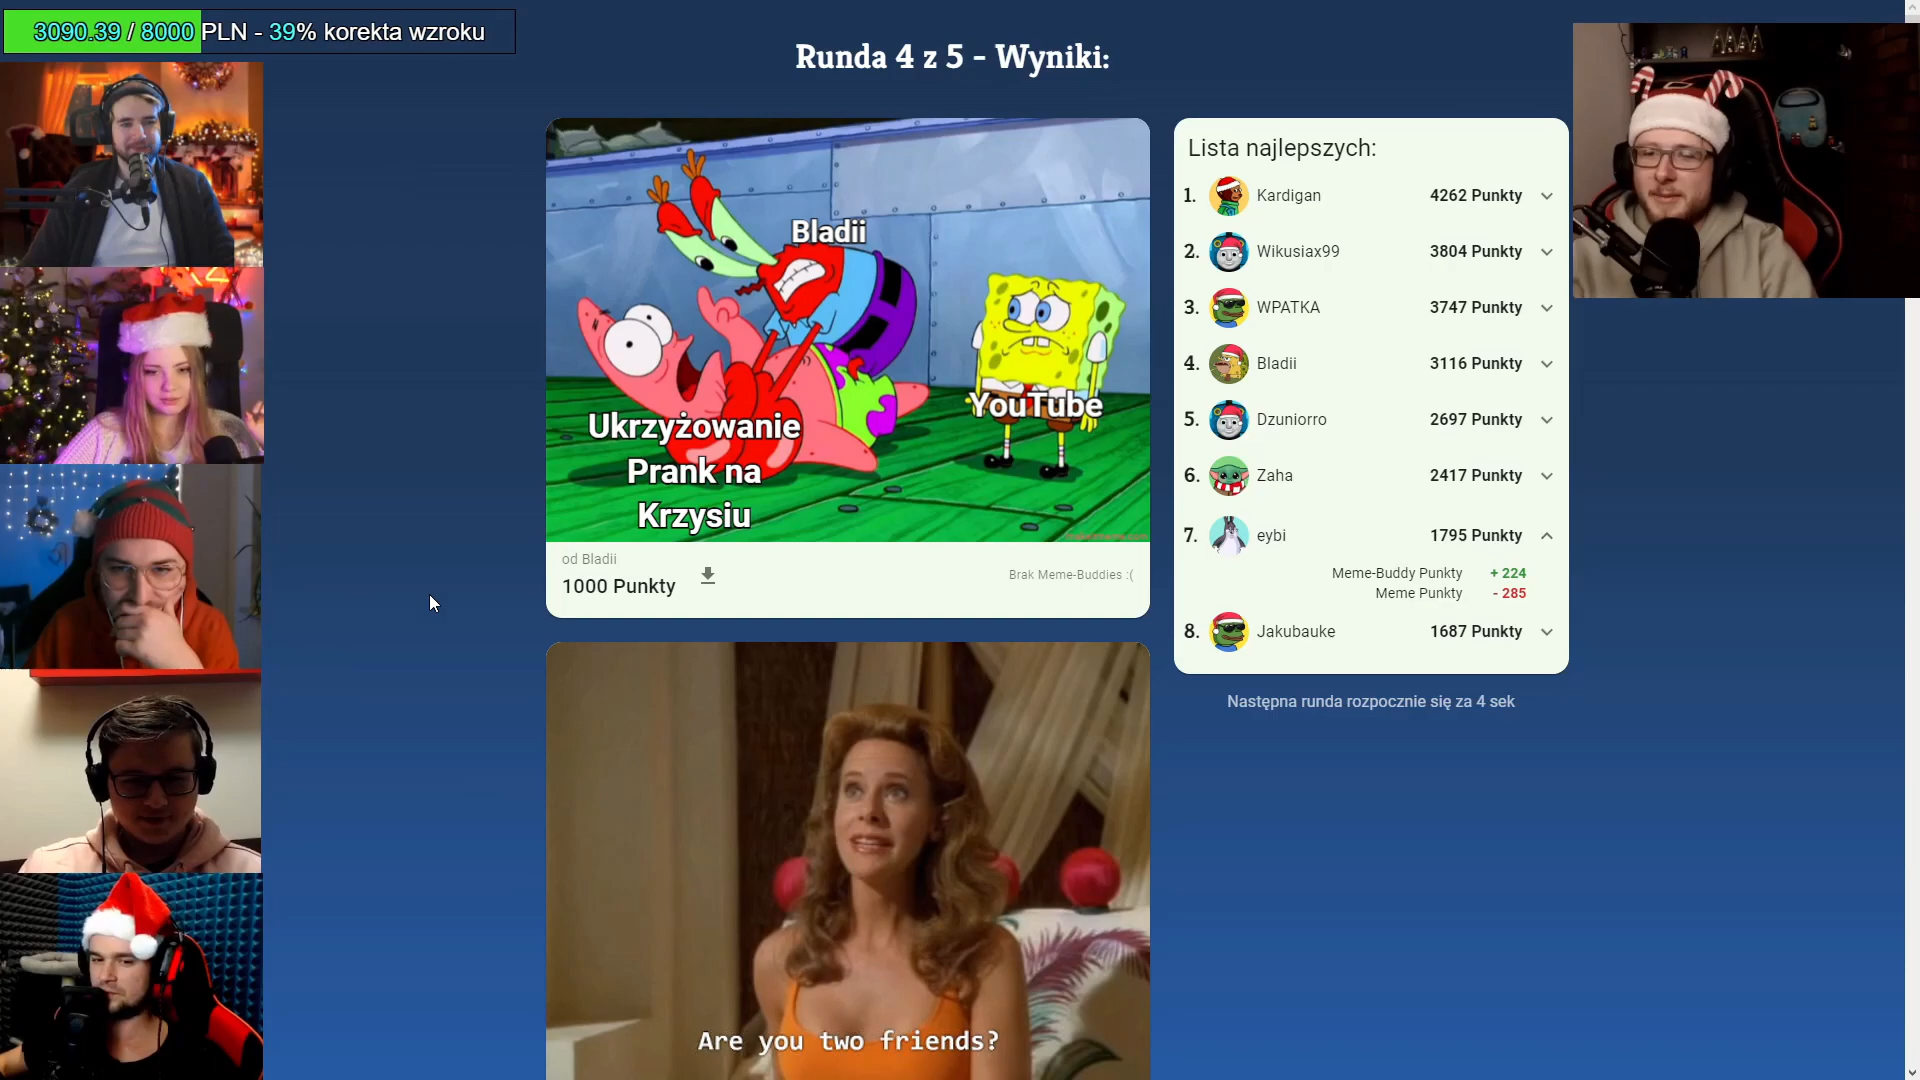 3090.39 / 8000 PLN - 39% korekta wzroku
Runda 4 z 5 - Wyniki:
Bladii
YouTube
Ukrzyżowanie
Prank na
Krzysiu
od Bladii
1000 Punkty
Brak Meme-Buddies :(
Are you two friends?
Lista najlepszych:
1. Kardigan 4262 Punkty
2. Wikusiax99 3804 Punkty
3. WPATKA 3747 Punkty
4. Bladii 3116 Punkty
5. Dzuniorro 2697 Punkty
6. Zaha 2417 Punkty
7. eybi 1795 Punkty
Meme-Buddy Punkty + 224
Meme Punkty - 285
8. Jakubauke 1687 Punkty
Następna runda rozpocznie się za 4 sek